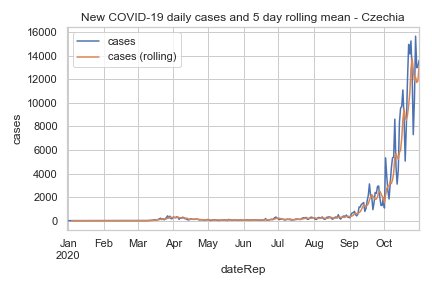 New COVID-19 daily cases and 5 day rolling mean - Czechia
16000
14000
12000
10000
8000
6000
4000
2000
0
cases
cases (rolling)
cases
Jan Feb Mar Apr May Jun Jul Aug Sep Oct
2020
dateRep